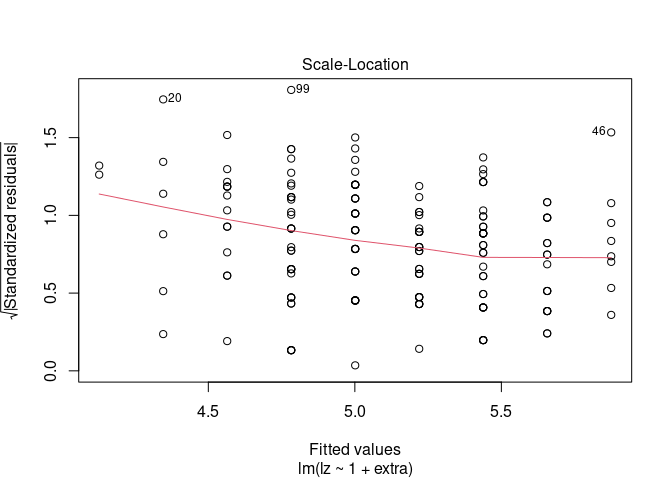 Scale-Location
20
99
46
√|Standardized residuals|
1.5
1.0
0.5
0.0
4.5 5.0 5.5
Fitted values
lm(lz ~ 1 + extra)